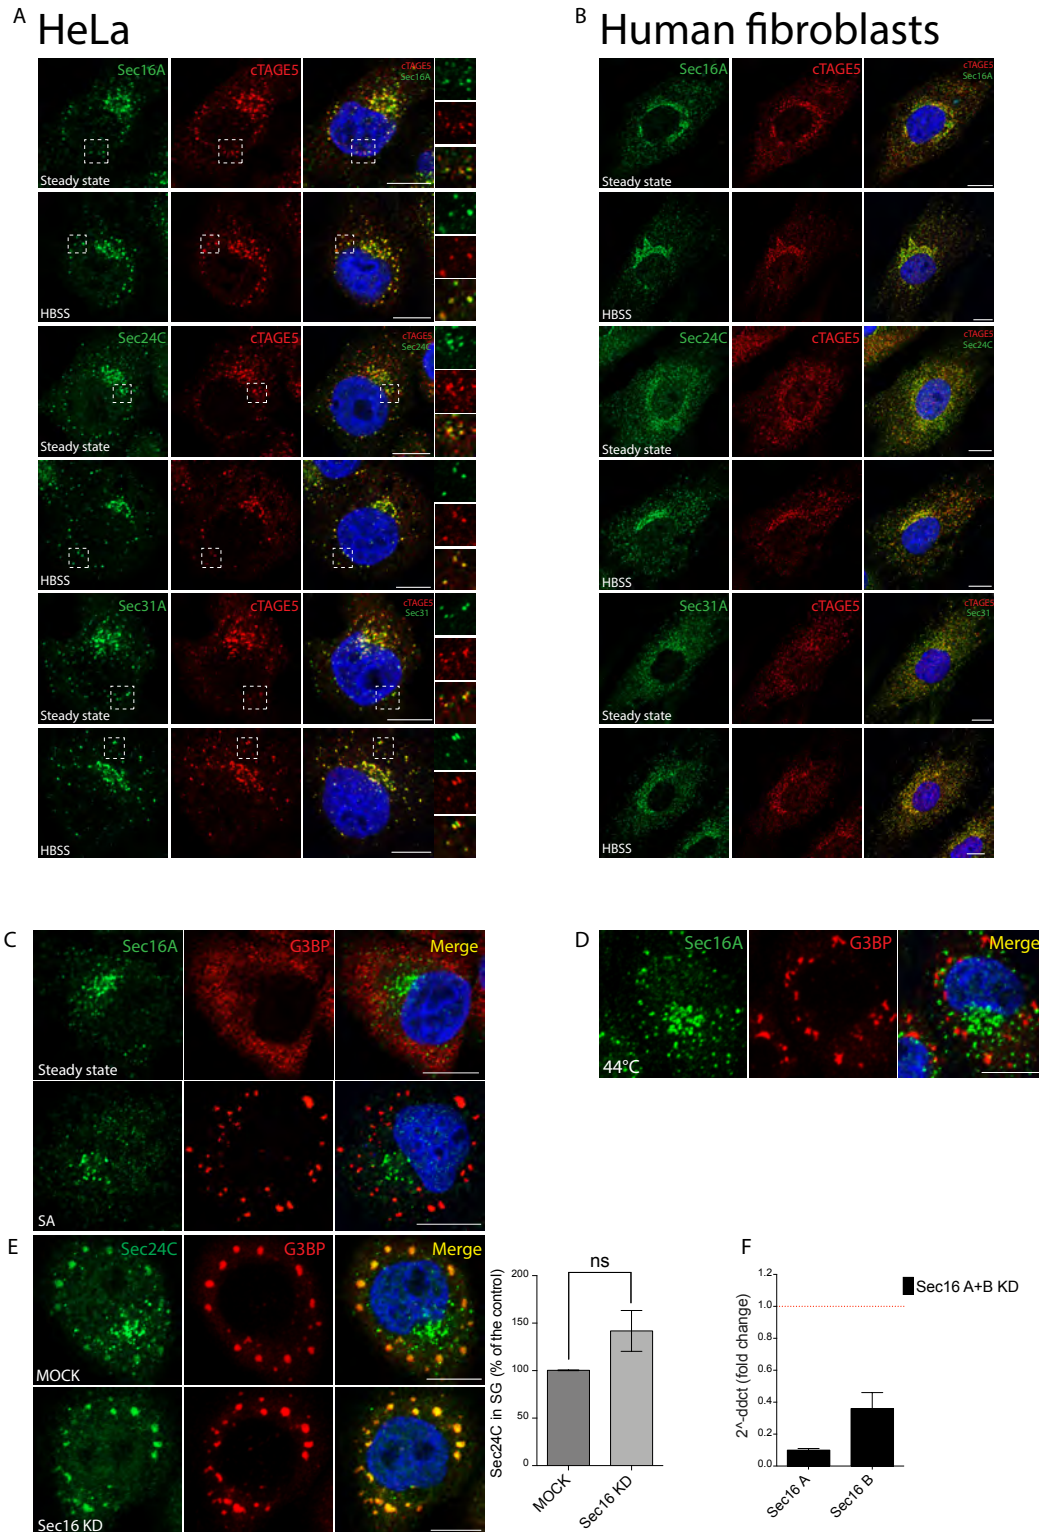 A HeLa
Sec16A cTAGE5 cTAGE5
Sec16A
Steady state
HBSS
Sec24C cTAGE5 cTAGE5
Sec24C
Steady state
HBSS
Sec31A cTAGE5 cTAGE5
Sec31
Steady state
HBSS
B Human fibroblasts
Sec16A cTAGE5 cTAGE5
Sec16A
Steady state
HBSS
Sec24C cTAGE5 cTAGE5
Sec24C
Steady state
HBSS
Sec31A cTAGE5 cTAGE5
Sec31
Steady state
HBSS
C Sec16A G3BP Merge
Steady state
SA
D Sec16A G3BP Merge
44°C
E Sec24C G3BP Merge
MOCK
Sec16 KD
Sec24C in SG (% of the control)
200
150
100
50
0
ns
MOCK
Sec16 KD
F
2^-ddct (fold change)
1.2
1.0
0.8
0.6
0.4
0.2
0.0
Sec16 A
Sec16 B
Sec16 A+B KD